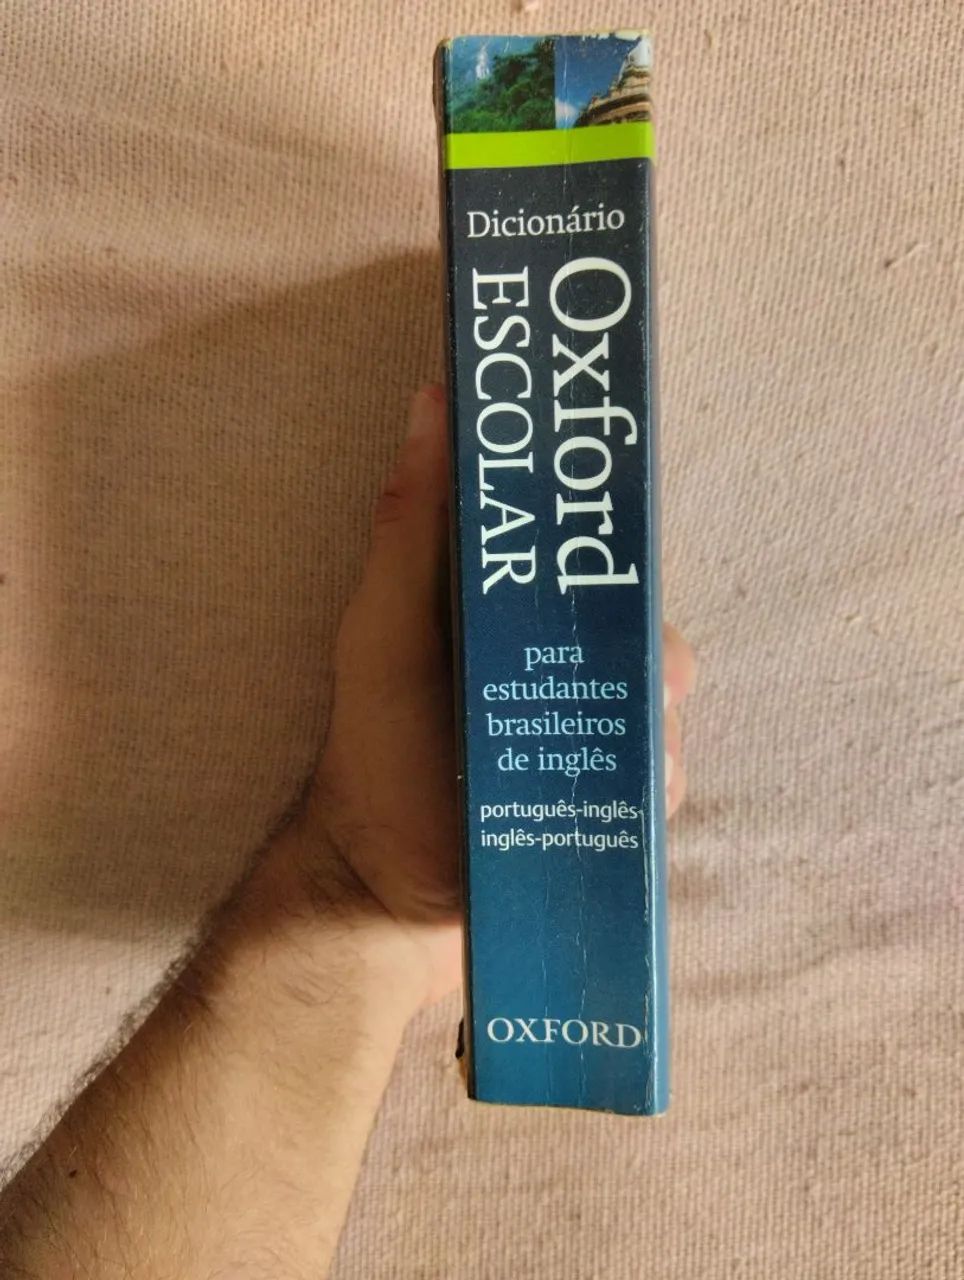 Dicionário
Oxford
ESCOLAR
para
estudantes
brasileiros
de inglês
português-inglês-
inglês-português
OXFORD